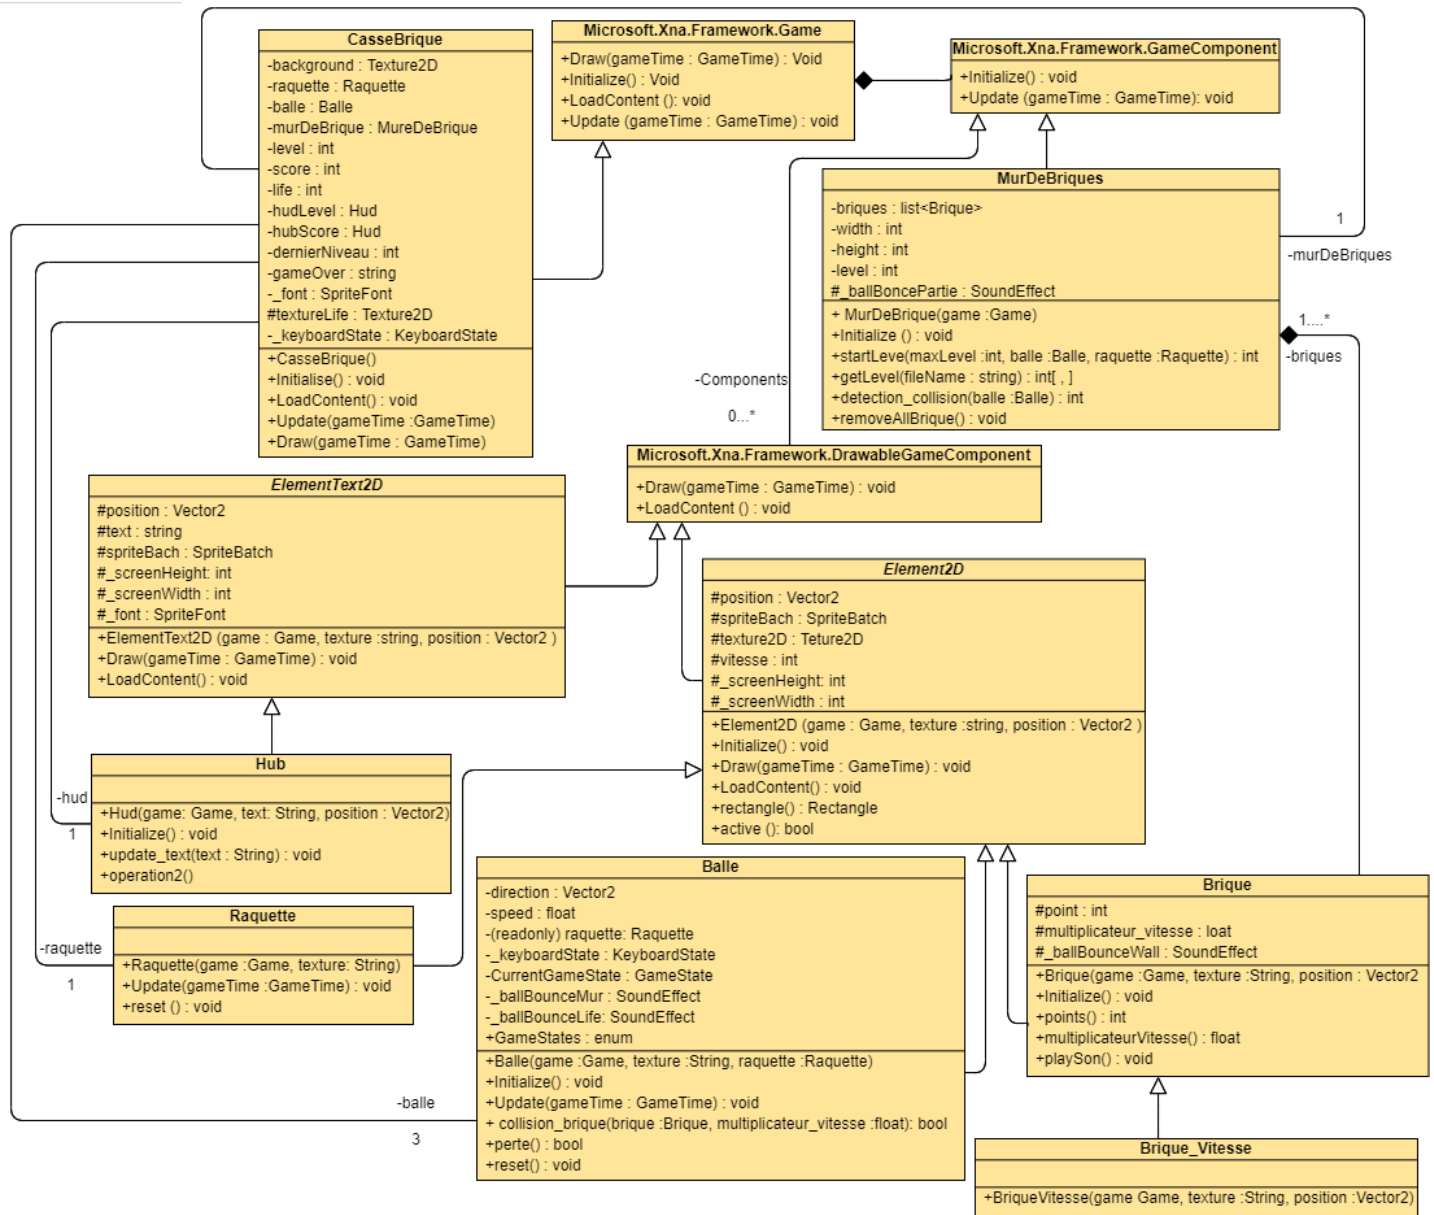 CasseBrique
-background : Texture2D
-raquette : Raquette
-balle : Balle
-murDeBrique : MureDeBrique
-level : int
-score : int
-life : int
-hudLevel : Hud
-hubScore : Hud
-dernierNiveau : int
-gameOver : string
-_font : SpriteFont
#textureLife : Texture2D
-_keyboardState : KeyboardState
+CasseBrique()
+Initialise() : void
+LoadContent() : void
+Update(gameTime :GameTime)
+Draw(gameTime : GameTime)
Microsoft.Xna.Framework.Game
+Draw(gameTime : GameTime) : Void
+Initialize() : Void
+LoadContent (): void
+Update (gameTime : GameTime) : void
Microsoft.Xna.Framework.GameComponent
+Initialize() : void
+Update (gameTime : GameTime): void
MurDeBriques
-briques : list<Brique>
-width : int
-height : int
-level : int
#_ballBoncePartie : SoundEffect
+ MurDeBrique(game :Game)
+Initialize () : void
+startLeve(maxLevel :int, balle :Balle, raquette :Raquette) : int
+getLevel(fileName : string) : int[ , ]
+detection_collision(balle :Balle) : int
+removeAllBrique() : void
1
-murDeBriques
1....*
-briques
-Components
0...*
Microsoft.Xna.Framework.DrawableGameComponent
+Draw(gameTime : GameTime) : void
+LoadContent () : void
ElementText2D
#position : Vector2
#text : string
#spriteBach : SpriteBatch
#_screenHeight: int
#_screenWidth : int
#_font : SpriteFont
+ElementText2D (game : Game, texture :string, position : Vector2 )
+Draw(gameTime : GameTime) : void
+LoadContent() : void
Element2D
#position : Vector2
#spriteBach : SpriteBatch
#texture2D : Teture2D
#vitesse : int
#_screenHeight: int
#_screenWidth : int
+Element2D (game : Game, texture :string, position : Vector2 )
+Initialize() : void
+Draw(gameTime : GameTime) : void
+LoadContent() : void
+rectangle() : Rectangle
+active (): bool
Hub
+Hud(game: Game, text: String, position : Vector2)
+Initialize() : void
+update_text(text : String) : void
+operation2()
-hud
1
Raquette
+Raquette(game :Game, texture: String)
+Update(gameTime :GameTime) : void
+reset () : void
-raquette
1
Balle
-direction : Vector2
-speed : float
-(readonly) raquette: Raquette
-_keyboardState : KeyboardState
-CurrentGameState : GameState
-_ballBounceMur : SoundEffect
-_ballBounceLife: SoundEffect
+GameStates : enum
+Balle(game :Game, texture :String, raquette :Raquette)
+Initialize() : void
+Update(gameTime : GameTime) : void
+ collision_brique(brique :Brique, multiplicateur_vitesse :float): bool
+perte() : bool
+reset() : void
-balle
3
Brique
#point : int
#multiplicateur_vitesse : loat
#_ballBounceWall : SoundEffect
+Brique(game :Game, texture :String, position : Vector2
+Initialize() : void
+points() : int
+multiplicateurVitesse() : float
+playSon() : void
Brique_Vitesse
+BriqueVitesse(game Game, texture :String, position :Vector2)